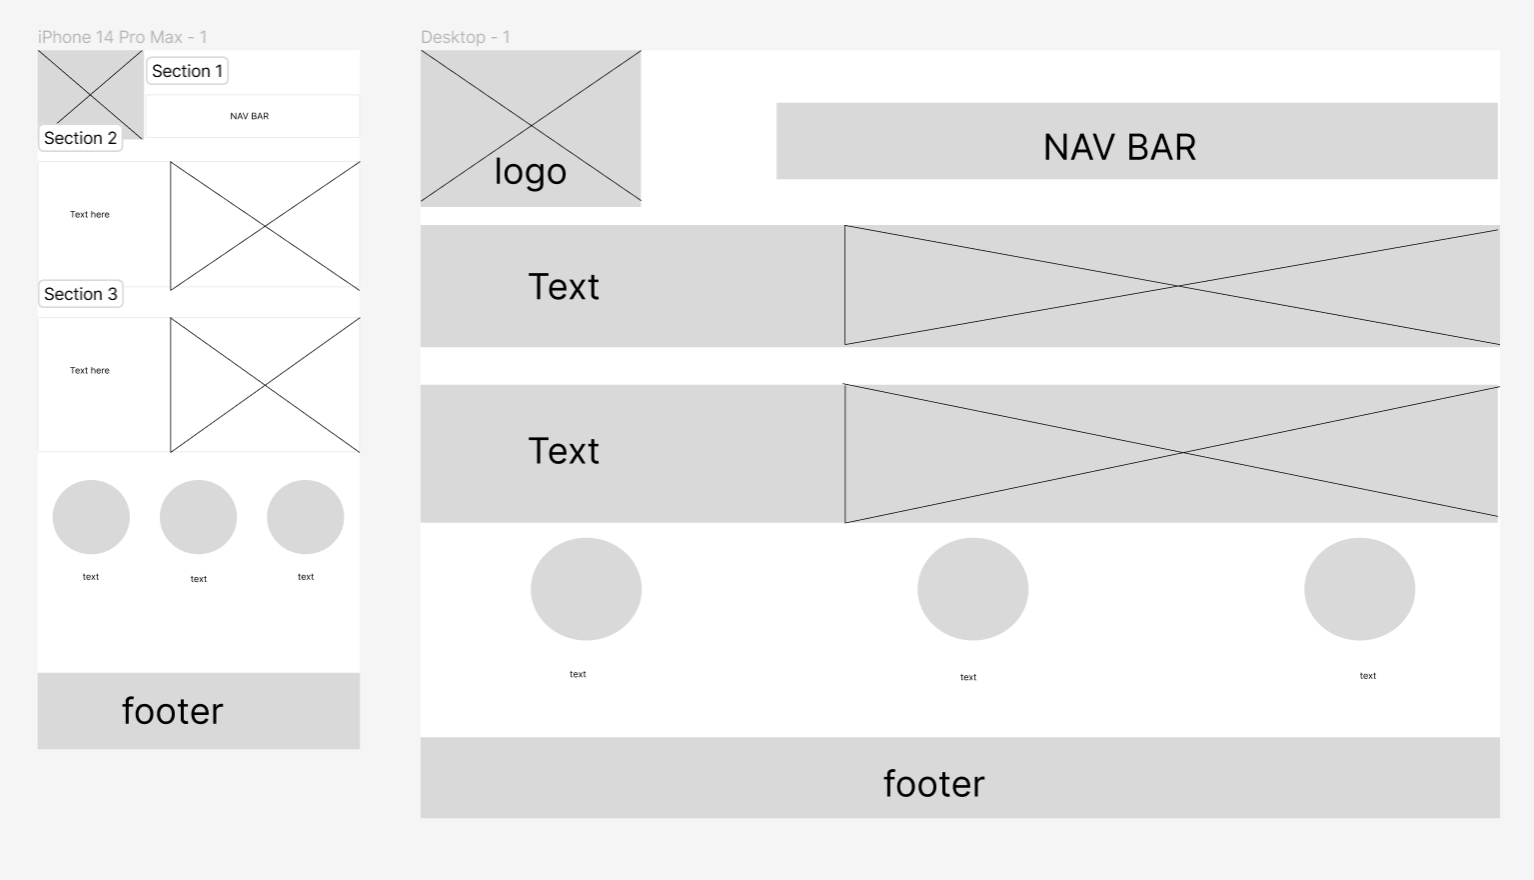 iPhone 14 Pro Max - 1
Section 1
NAV BAR
Section 2
Text here
Section 3
Text here
text
text
text
footer
Desktop - 1
logo
NAV BAR
Text
Text
text
text
text
footer